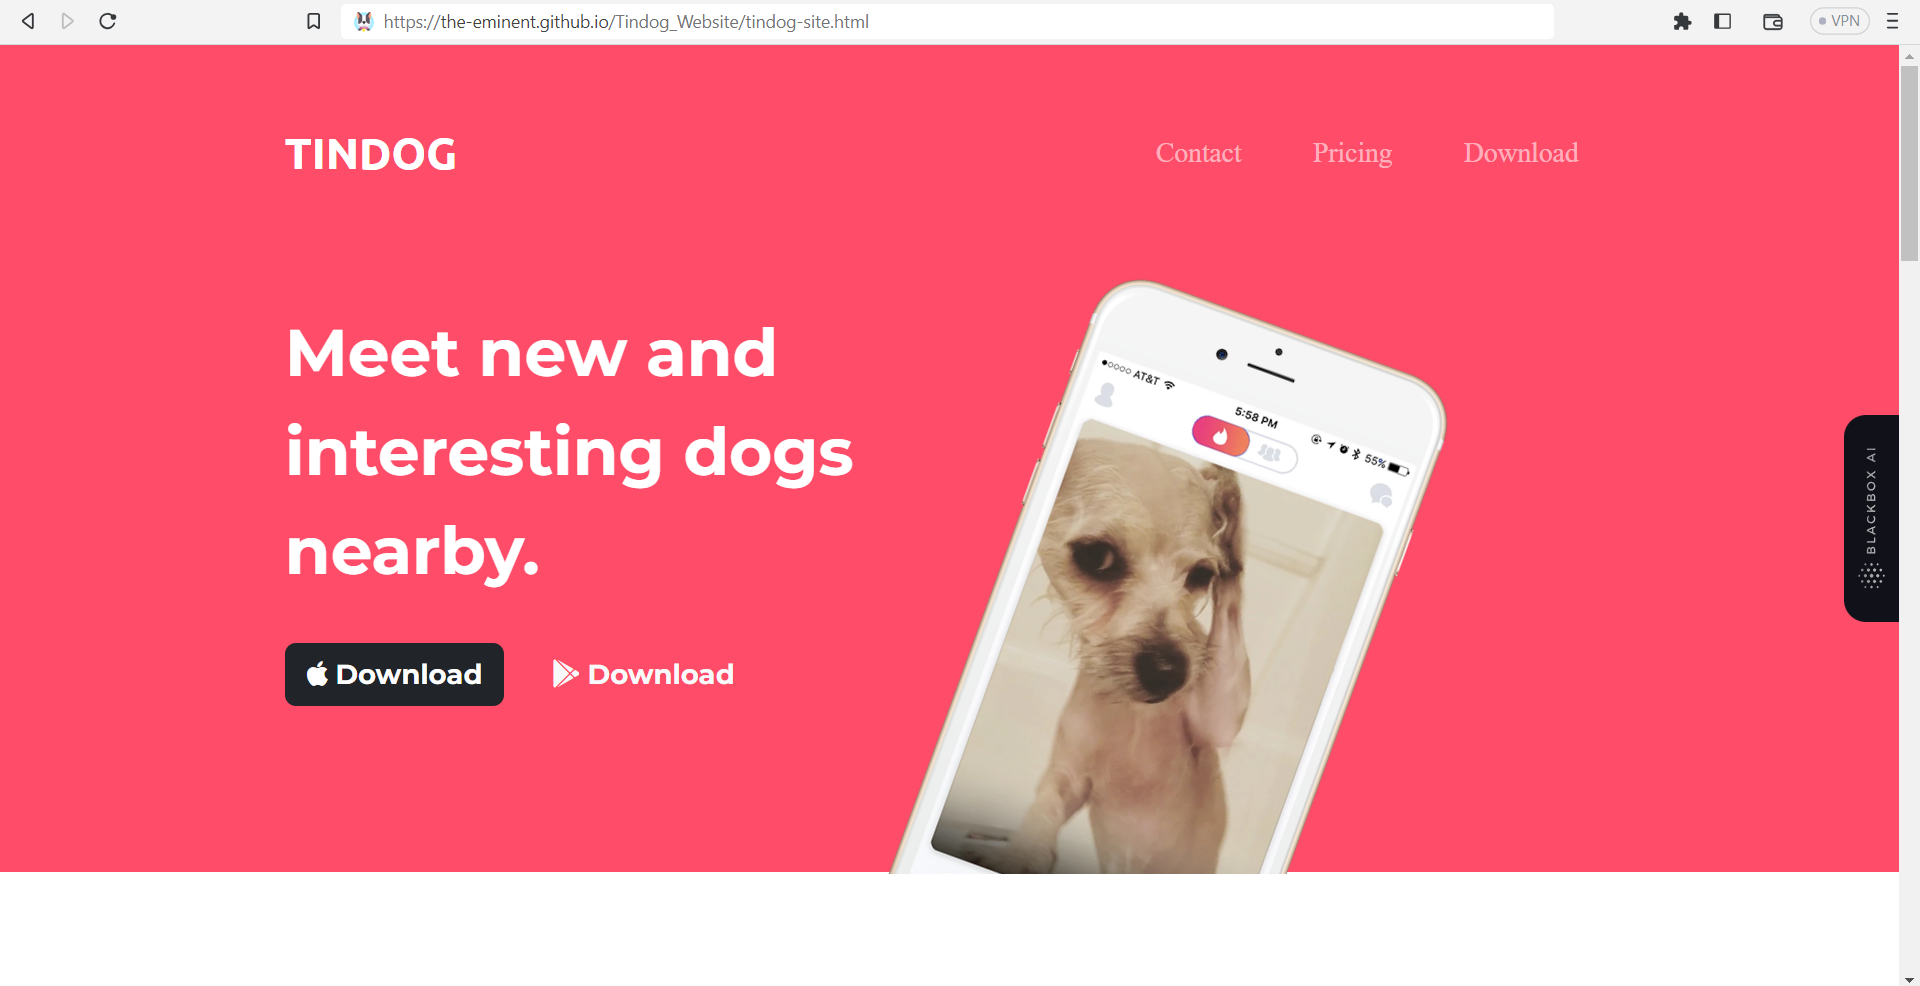 https://the-eminent.github.io/Tindog_Website/tindog-site.html
VPN
TINDOG
Contact
Pricing
Download
Meet new and
interesting dogs
nearby.
Download
Download
AT&T
5:58 PM
55%
BLACKBOX AI